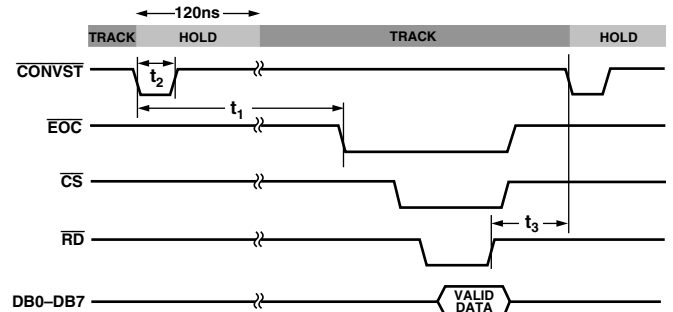 120ns
TRACK HOLD TRACK HOLD
CONVST
t2
t1
EOC
CS
t3
RD
DB0–DB7
VALID
DATA